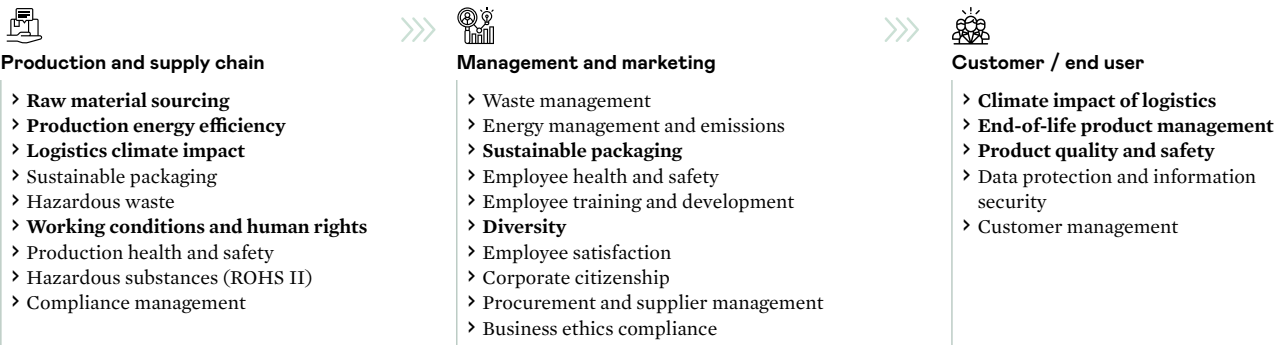 Production and supply chain
› Raw material sourcing
› Production energy efficiency
› Logistics climate impact
› Sustainable packaging
› Hazardous waste
› Working conditions and human rights
› Production health and safety
› Hazardous substances (ROHS II)
› Compliance management
Management and marketing
› Waste management
› Energy management and emissions
› Sustainable packaging
› Employee health and safety
› Employee training and development
› Diversity
› Employee satisfaction
› Corporate citizenship
› Procurement and supplier management
› Business ethics compliance
Customer / end user
› Climate impact of logistics
› End-of-life product management
› Product quality and safety
› Data protection and information
security
› Customer management